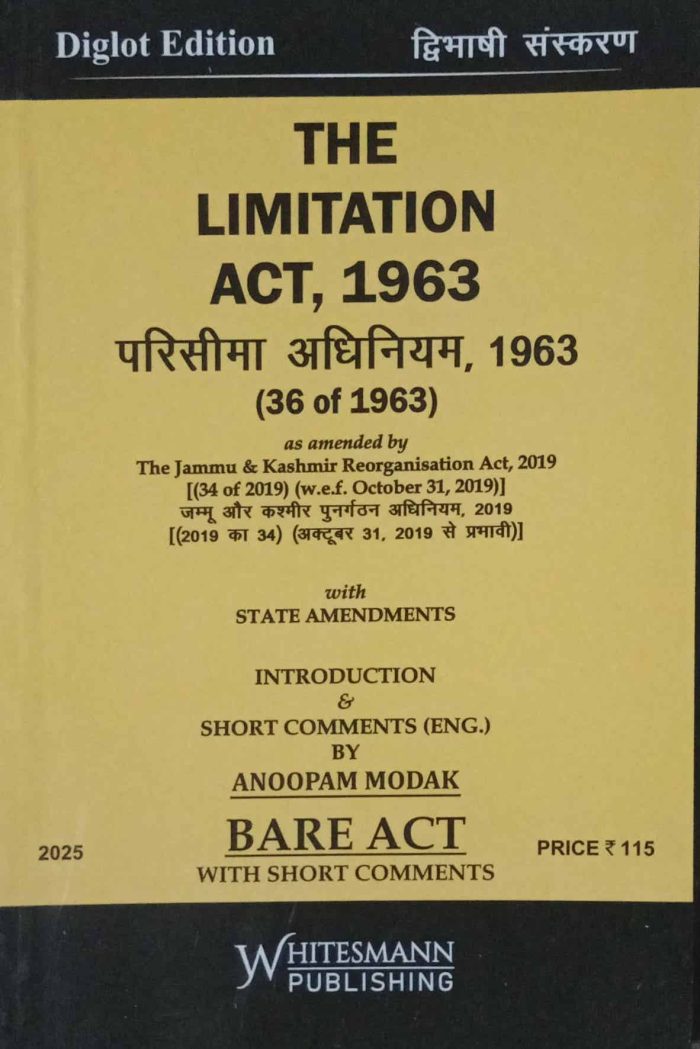 Diglot Edition द्विभाषी संस्करण
THE
LIMITATION
ACT, 1963
परिसीमा अधिनियम, 1963
(36 of 1963)
as amended by
The Jammu & Kashmir Reorganisation Act, 2019
[(34 of 2019) (w.e.f. October 31, 2019)]
जम्मू और कश्मीर पुनर्गठन अधिनियम, 2019
[(2019 का 34) (अक्टूबर 31, 2019 से प्रभावी)]
with
STATE AMENDMENTS
INTRODUCTION
&
SHORT COMMENTS (ENG.)
BY
ANOOPAM MODAK
2025 BARE ACT PRICE ₹ 115
WITH SHORT COMMENTS
WHITESMANN
PUBLISHING